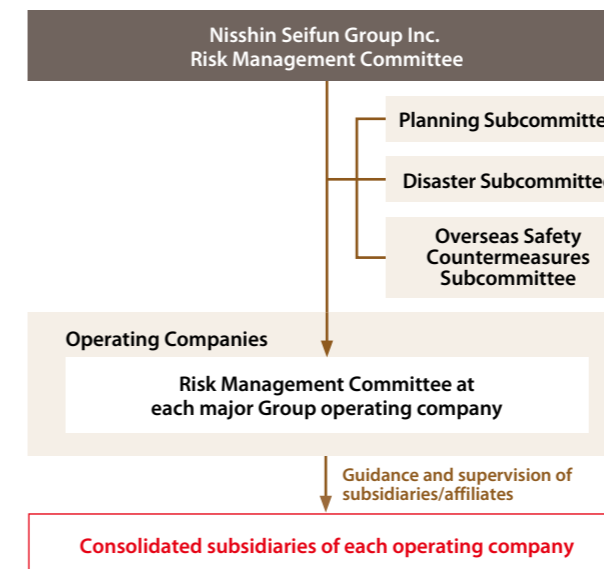 Nisshin Seifun Group Inc.
Risk Management Committee
Planning Subcommitte
Disaster Subcommittee
Overseas Safety
Countermeasures
Subcommittee
Operating Companies
Risk Management Committee at
each major Group operating company
Guidance and supervision of
subsidiaries/affiliates
Consolidated subsidiaries of each operating company